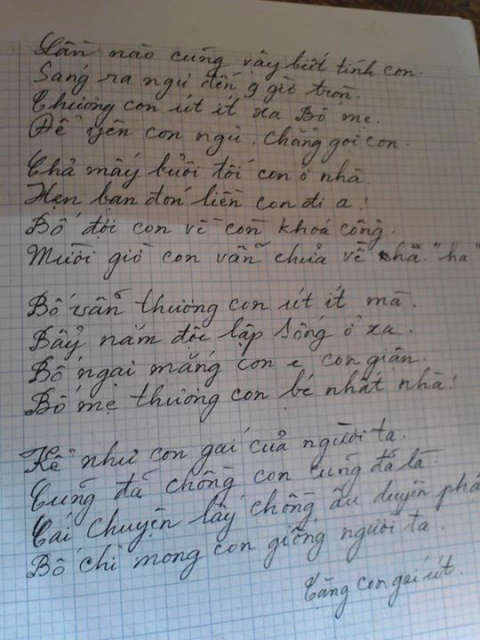 Lần nào cũng vậy biết tính con.
Sáng ra ngủ đến 9 giờ tròn.
Thương con út ít xa Bố mẹ.
Để yên con ngủ. Chẳng gọi con.
Chả mấy buổi tối con ở nhà.
Hẹn bạn đón liền con đi a!
Bố đợi con về còn khoá cổng.
Mười giờ con vẫn chưa về nhà. "ha"
Bố vẫn thương con út ít mà.
Bẩy năm độc lập sống ở xa.
Bố ngại mắng con e con giận.
Bố mẹ thương con bé nhất nhà!
Kể như con gái của người ta.
Cũng đã chồng con cũng đã là
Cái chuyện lấy chồng âu duyên phậ
Bố chỉ mong con giống người ta.
Tặng con gái út.